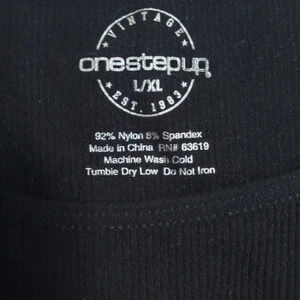 VINTAGE
onestepup
L/XL
EST. 1983
92% Nylon 8% Spandex
Made in China RN# 63619
Machine Wash Cold
Tumble Dry Low Do Not Iron